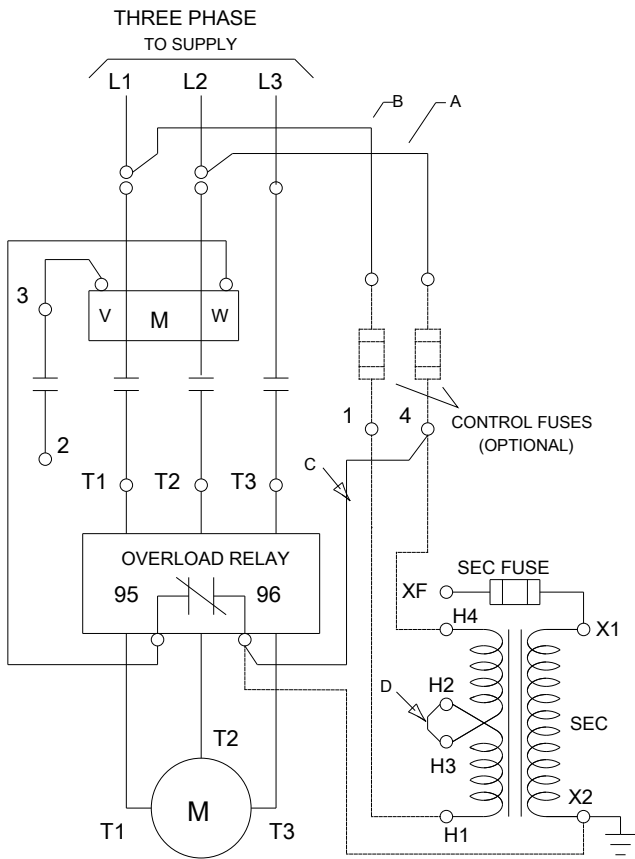 THREE PHASE
TO SUPPLY
L1 L2 L3
B A
3
V M W
2
1 4
CONTROL FUSES
(OPTIONAL)
C
T1 T2 T3
OVERLOAD RELAY
95 96
SEC FUSE
XF
H4 X1
D H2
SEC
H3
T2
X2
M
T1 T3
H1